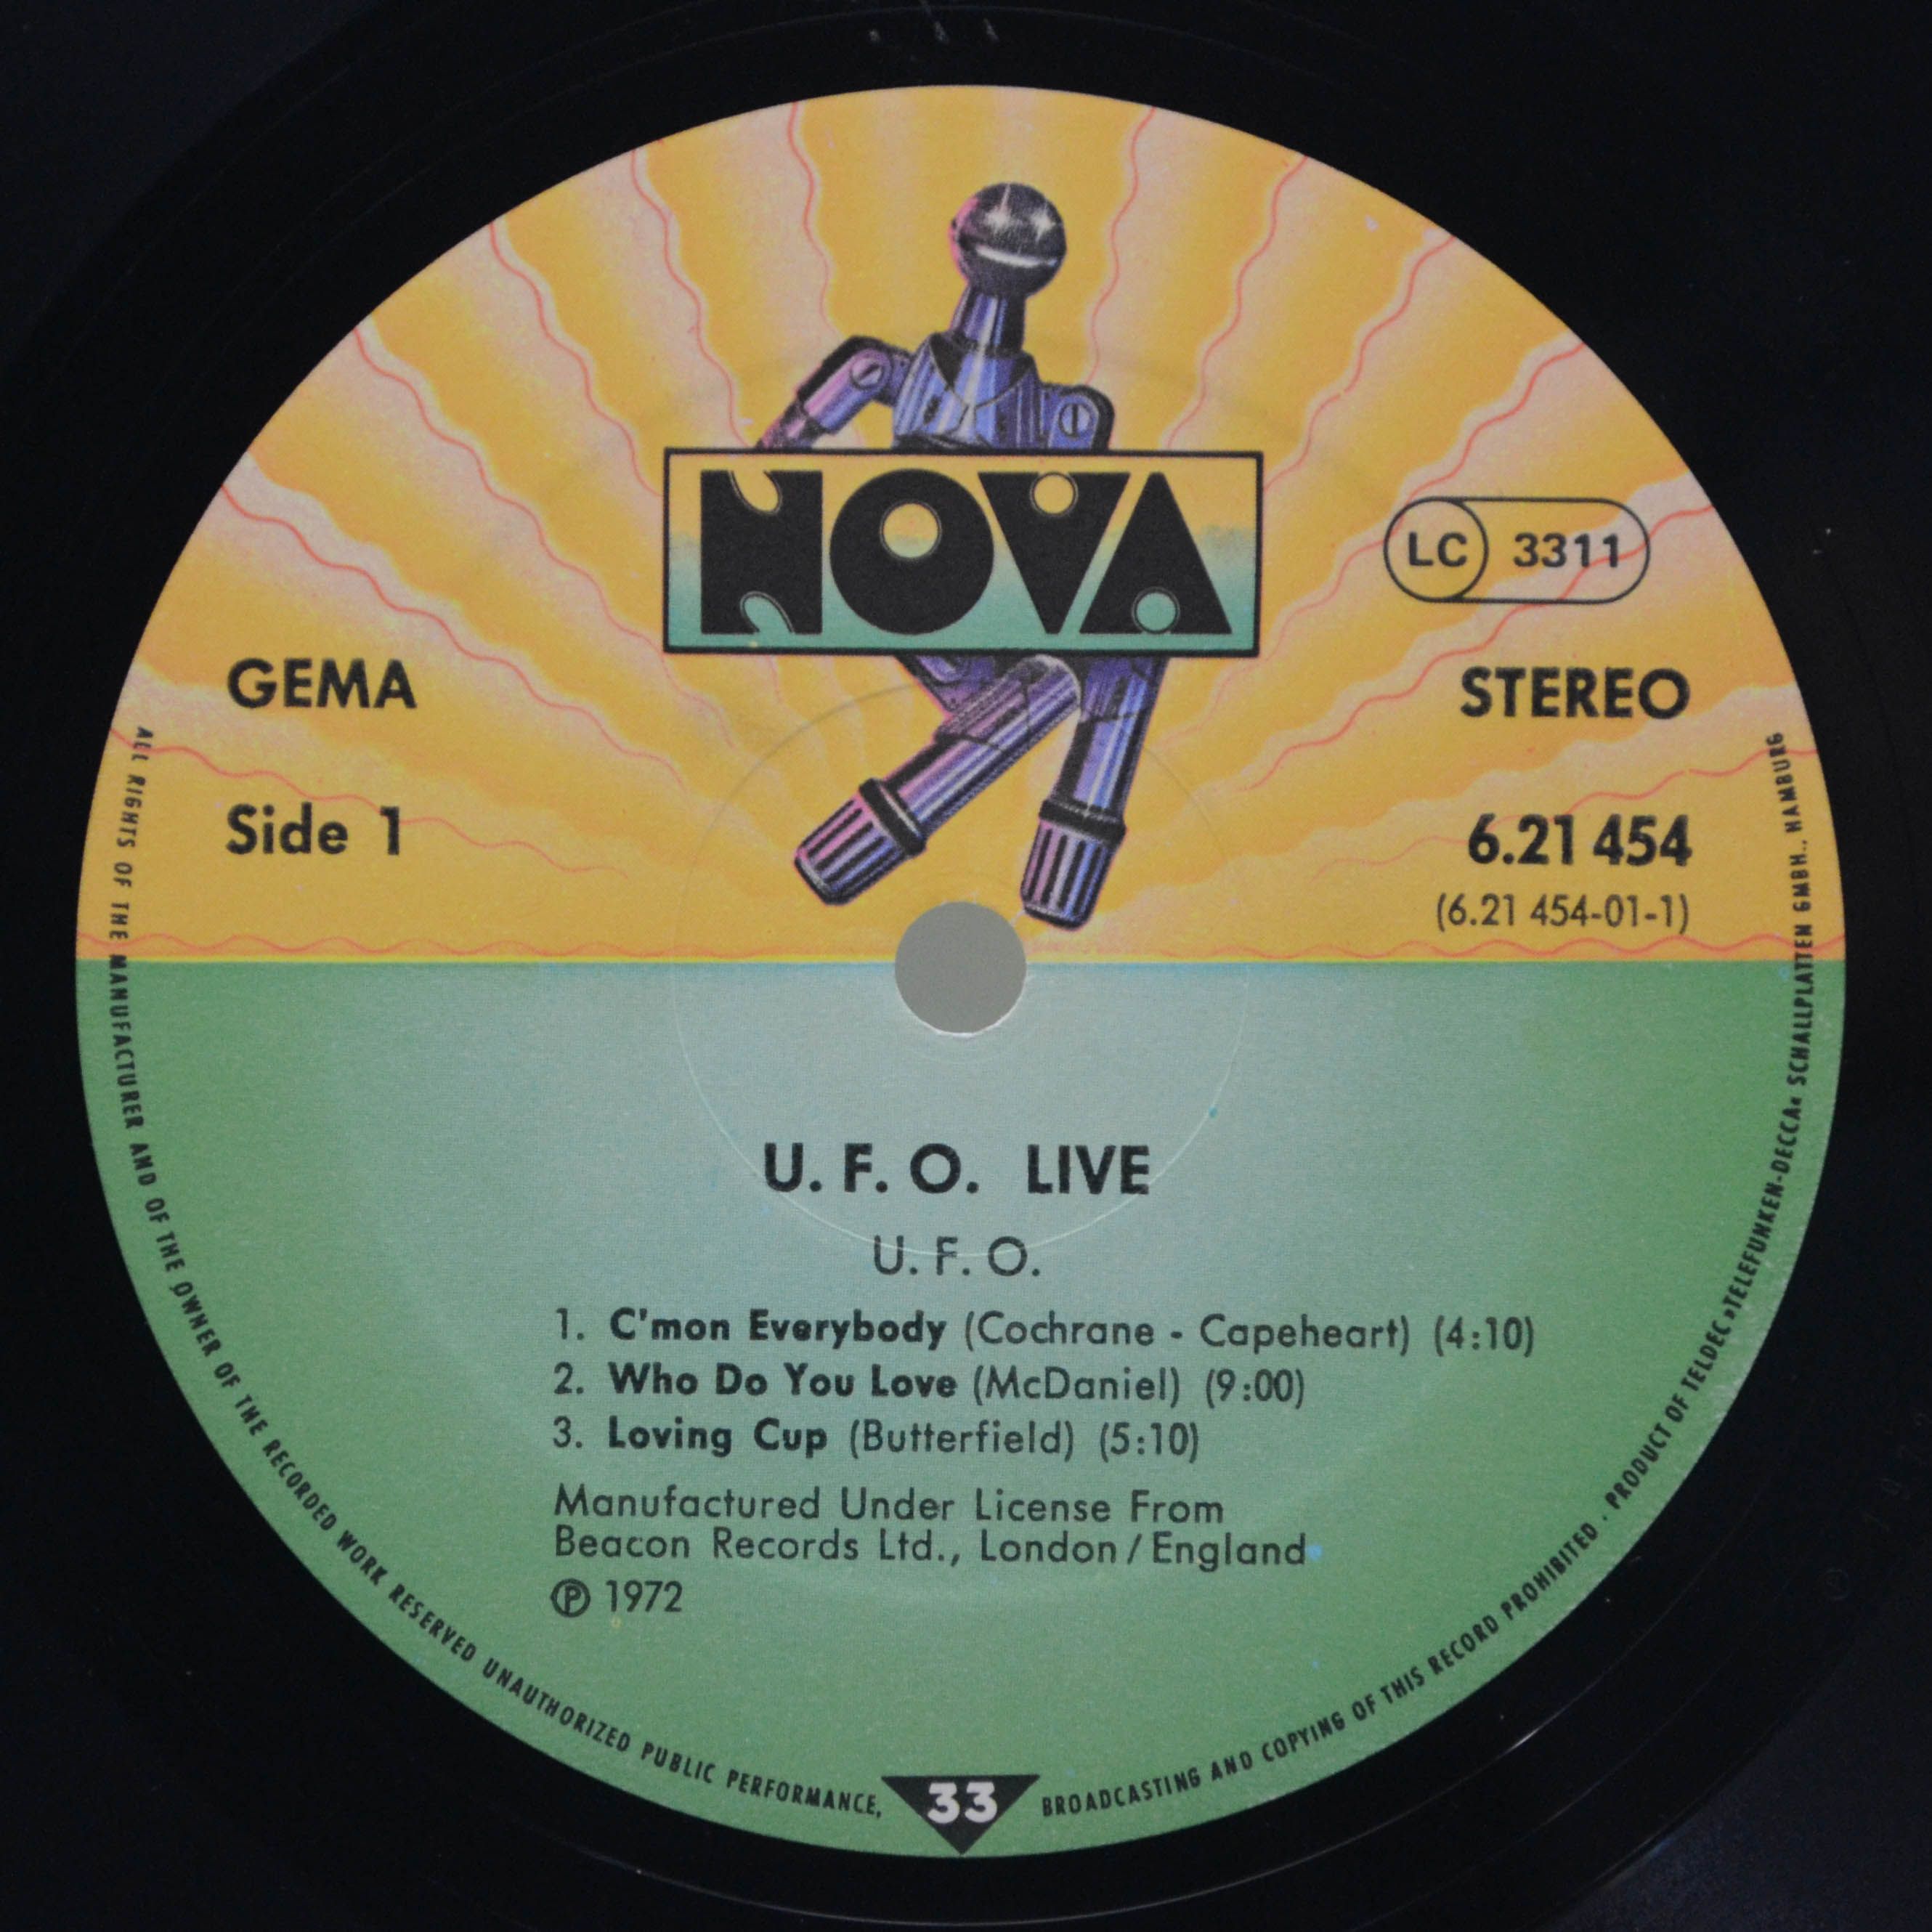 NOVA
LC 3311
GEMA
STEREO
Side 1
6.21 454
(6.21 454-01-1)
U. F. O. LIVE
U. F. O.
1. C'mon Everybody (Cochrane - Capeheart) (4:10)
2. Who Do You Love (McDaniel) (9:00)
3. Loving Cup (Butterfield) (5:10)
Manufactured Under License From
Beacon Records Ltd., London / England
Ⓟ 1972
ALL RIGHTS OF THE MANUFACTURER AND OF THE OWNER OF THE RECORDED WORK RESERVED UNAUTHORIZED PUBLIC PERFORMANCE,
33
BROADCASTING AND COPYING OF THIS RECORD PROHIBITED . PRODUCT OF TELDEC »TELEFUNKEN-DECCA« SCHALLPLATTEN GMBH., HAMBURG